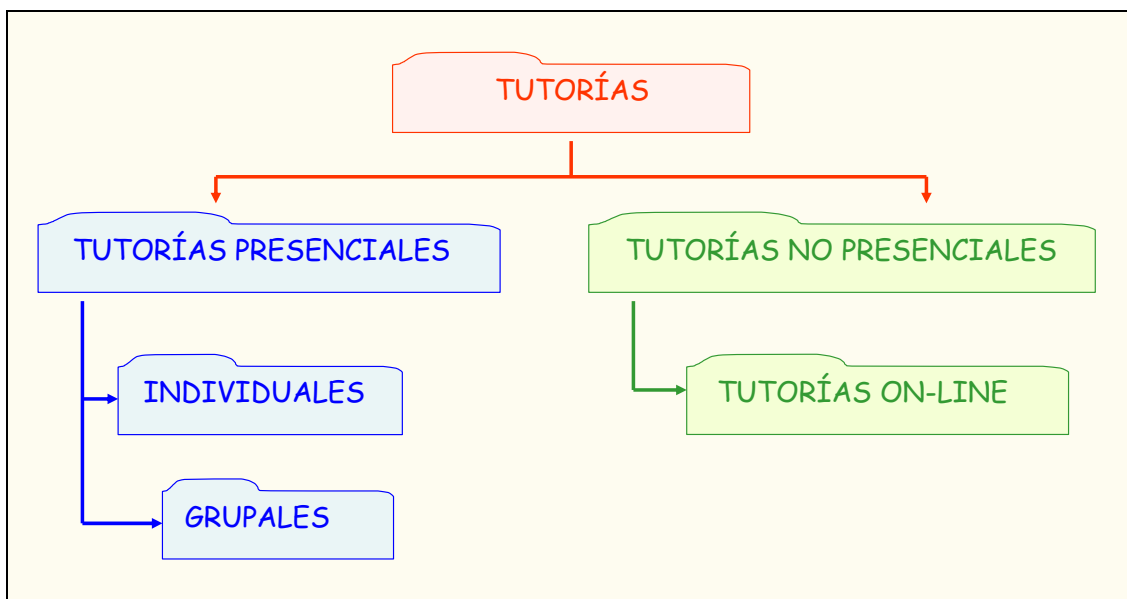 TUTORÍAS
TUTORÍAS PRESENCIALES
TUTORÍAS NO PRESENCIALES
INDIVIDUALES
TUTORÍAS ON-LINE
GRUPALES